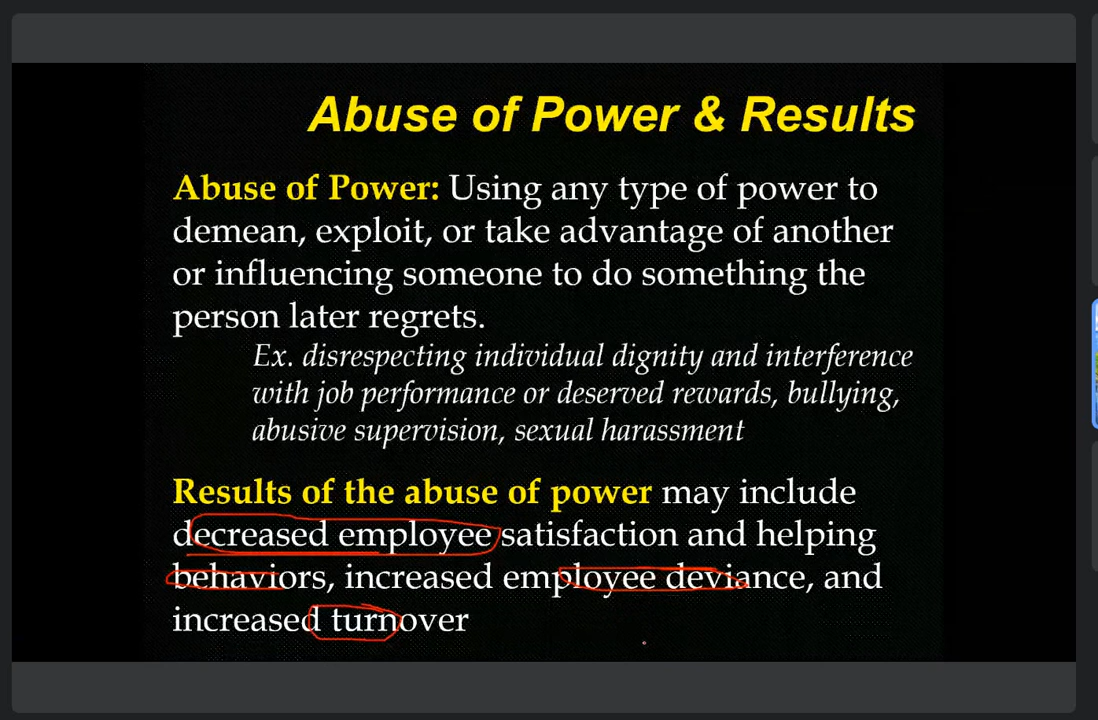 Abuse of Power & Results
Abuse of Power: Using any type of power to
demean, exploit, or take advantage of another
or influencing someone to do something the
person later regrets.
Ex. disrespecting individual dignity and interference
with job performance or deserved rewards, bullying,
abusive supervision, sexual harassment
Results of the abuse of power may include
decreased employee satisfaction and helping
behaviors, increased employee deviance, and
increased turnover